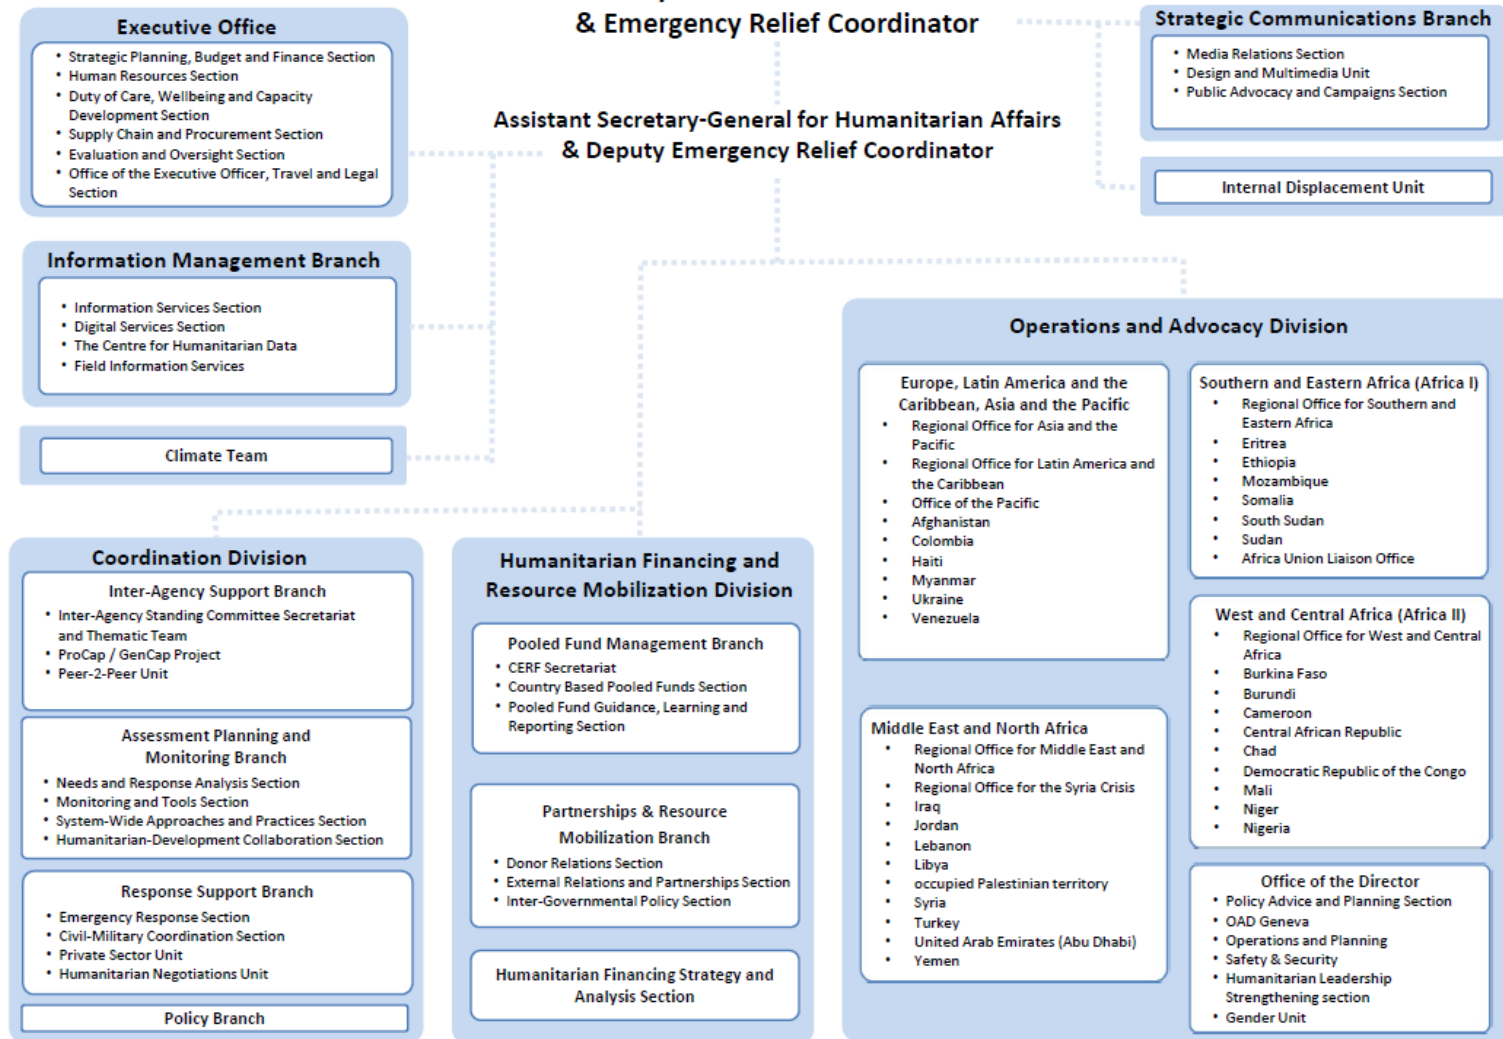 & Emergency Relief Coordinator
Executive Office
• Strategic Planning, Budget and Finance Section
• Human Resources Section
• Duty of Care, Wellbeing and Capacity
Development Section
• Supply Chain and Procurement Section
• Evaluation and Oversight Section
• Office of the Executive Officer, Travel and Legal
Section
Strategic Communications Branch
• Media Relations Section
• Design and Multimedia Unit
• Public Advocacy and Campaigns Section
Assistant Secretary-General for Humanitarian Affairs
& Deputy Emergency Relief Coordinator
Internal Displacement Unit
Information Management Branch
• Information Services Section
• Digital Services Section
• The Centre for Humanitarian Data
• Field Information Services
Climate Team
Coordination Division
Inter-Agency Support Branch
• Inter-Agency Standing Committee Secretariat
and Thematic Team
• ProCap / GenCap Project
• Peer-2-Peer Unit
Assessment Planning and
Monitoring Branch
• Needs and Response Analysis Section
• Monitoring and Tools Section
• System-Wide Approaches and Practices Section
• Humanitarian-Development Collaboration Section
Response Support Branch
• Emergency Response Section
• Civil-Military Coordination Section
• Private Sector Unit
• Humanitarian Negotiations Unit
Policy Branch
Humanitarian Financing and
Resource Mobilization Division
Pooled Fund Management Branch
• CERF Secretariat
• Country Based Pooled Funds Section
• Pooled Fund Guidance, Learning and
Reporting Section
Partnerships & Resource
Mobilization Branch
• Donor Relations Section
• External Relations and Partnerships Section
• Inter-Governmental Policy Section
Humanitarian Financing Strategy and
Analysis Section
Operations and Advocacy Division
Europe, Latin America and the
Caribbean, Asia and the Pacific
• Regional Office for Asia and the
Pacific
• Regional Office for Latin America and
the Caribbean
• Office of the Pacific
• Afghanistan
• Colombia
• Haiti
• Myanmar
• Ukraine
• Venezuela
Middle East and North Africa
• Regional Office for Middle East and
North Africa
• Regional Office for the Syria Crisis
• Iraq
• Jordan
• Lebanon
• Libya
• occupied Palestinian territory
• Syria
• Turkey
• United Arab Emirates (Abu Dhabi)
• Yemen
Southern and Eastern Africa (Africa I)
• Regional Office for Southern and
Eastern Africa
• Eritrea
• Ethiopia
• Mozambique
• Somalia
• South Sudan
• Sudan
• Africa Union Liaison Office
West and Central Africa (Africa II)
• Regional Office for West and Central
Africa
• Burkina Faso
• Burundi
• Cameroon
• Central African Republic
• Chad
• Democratic Republic of the Congo
• Mali
• Niger
• Nigeria
Office of the Director
• Policy Advice and Planning Section
• OAD Geneva
• Operations and Planning
• Safety & Security
• Humanitarian Leadership
Strengthening section
• Gender Unit